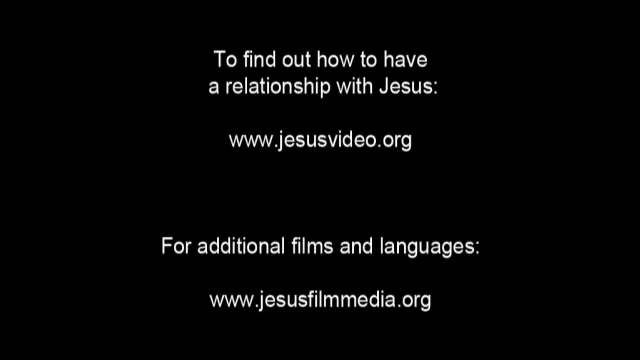 To find out how to have
a relationship with Jesus:
www.jesusvideo.org
For additional films and languages:
www.jesusfilmmedia.org